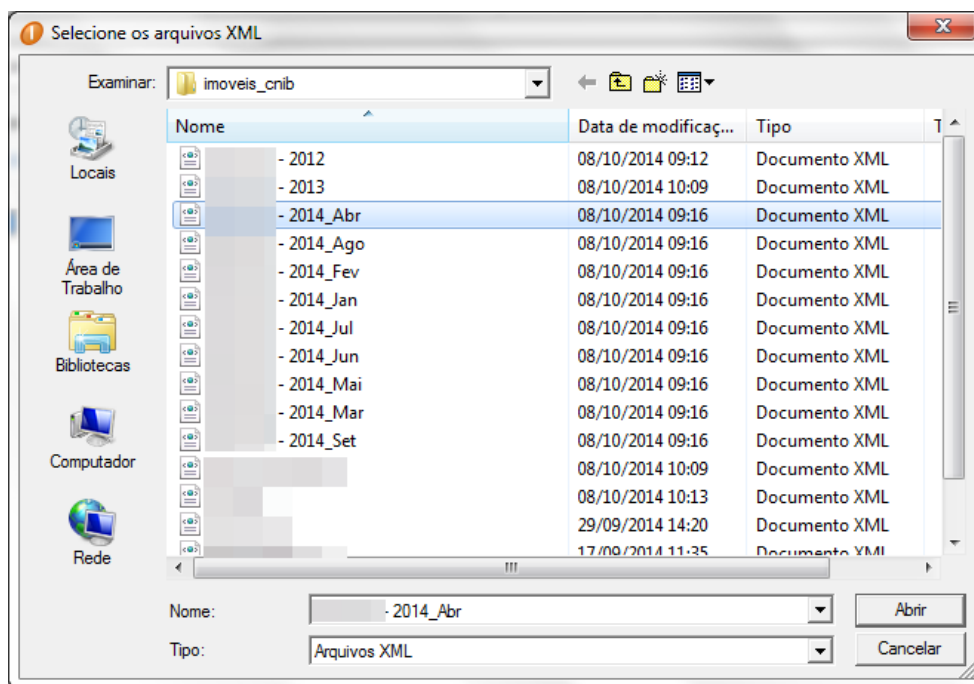 Selecione os arquivos XML
Examinar: imoveis_cnib
Nome Data de modificaç... Tipo T
- 2012 08/10/2014 09:12 Documento XML
- 2013 08/10/2014 10:09 Documento XML
- 2014_Abr 08/10/2014 09:16 Documento XML
- 2014_Ago 08/10/2014 09:16 Documento XML
- 2014_Fev 08/10/2014 09:16 Documento XML
- 2014_Jan 08/10/2014 09:16 Documento XML
- 2014_Jul 08/10/2014 09:16 Documento XML
- 2014_Jun 08/10/2014 09:16 Documento XML
- 2014_Mai 08/10/2014 09:16 Documento XML
- 2014_Mar 08/10/2014 09:16 Documento XML
- 2014_Set 08/10/2014 09:16 Documento XML
08/10/2014 10:09 Documento XML
08/10/2014 10:13 Documento XML
29/09/2014 14:20 Documento XML
17/09/2014 11:35 Documento XML
Locais
Área de
Trabalho
Bibliotecas
Computador
Rede
Nome: - 2014_Abr Abrir
Tipo: Arquivos XML Cancelar